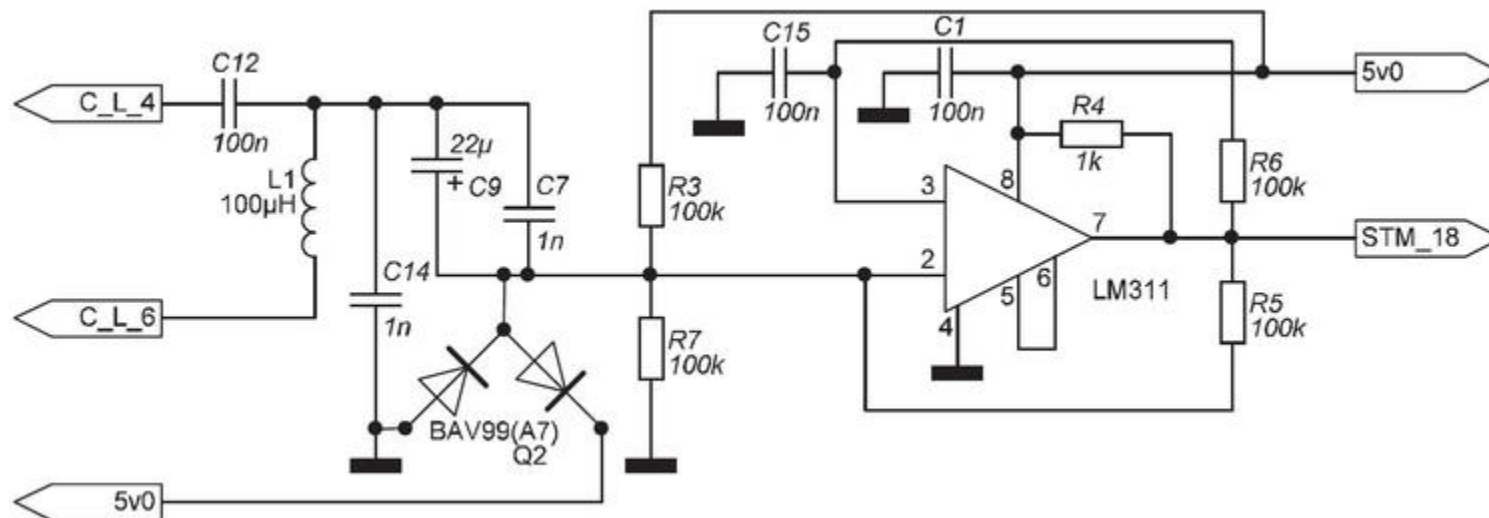 C15
C1
C12
5v0
C_L_4
100n
100n
R4
100n
22µ
1k
R6
100k
L1
100µH
+ C9
C7
R3
100k
3
8
1n
7
STM_18
C14
2
6
LM311
R5
100k
C_L_6
5
1n
4
R7
100k
BAV99(A7)
Q2
5v0